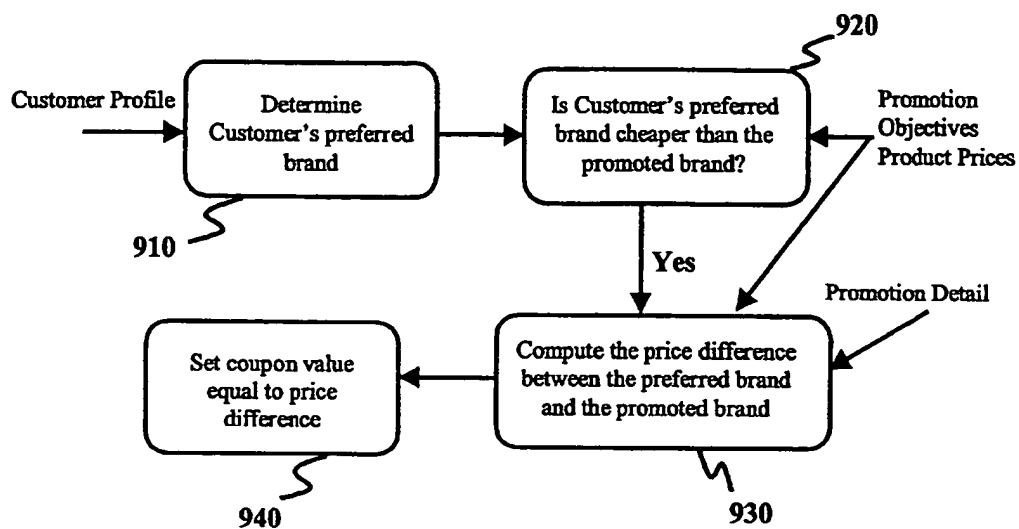 920
Customer Profile
Determine
Customer's preferred
brand
Is Customer's preferred
brand cheaper than the
promoted brand?
Promotion
Objectives
Product Prices
910
Yes
Promotion Detail
Set coupon value
equal to price
difference
Compute the price difference
between the preferred brand
and the promoted brand
940
930